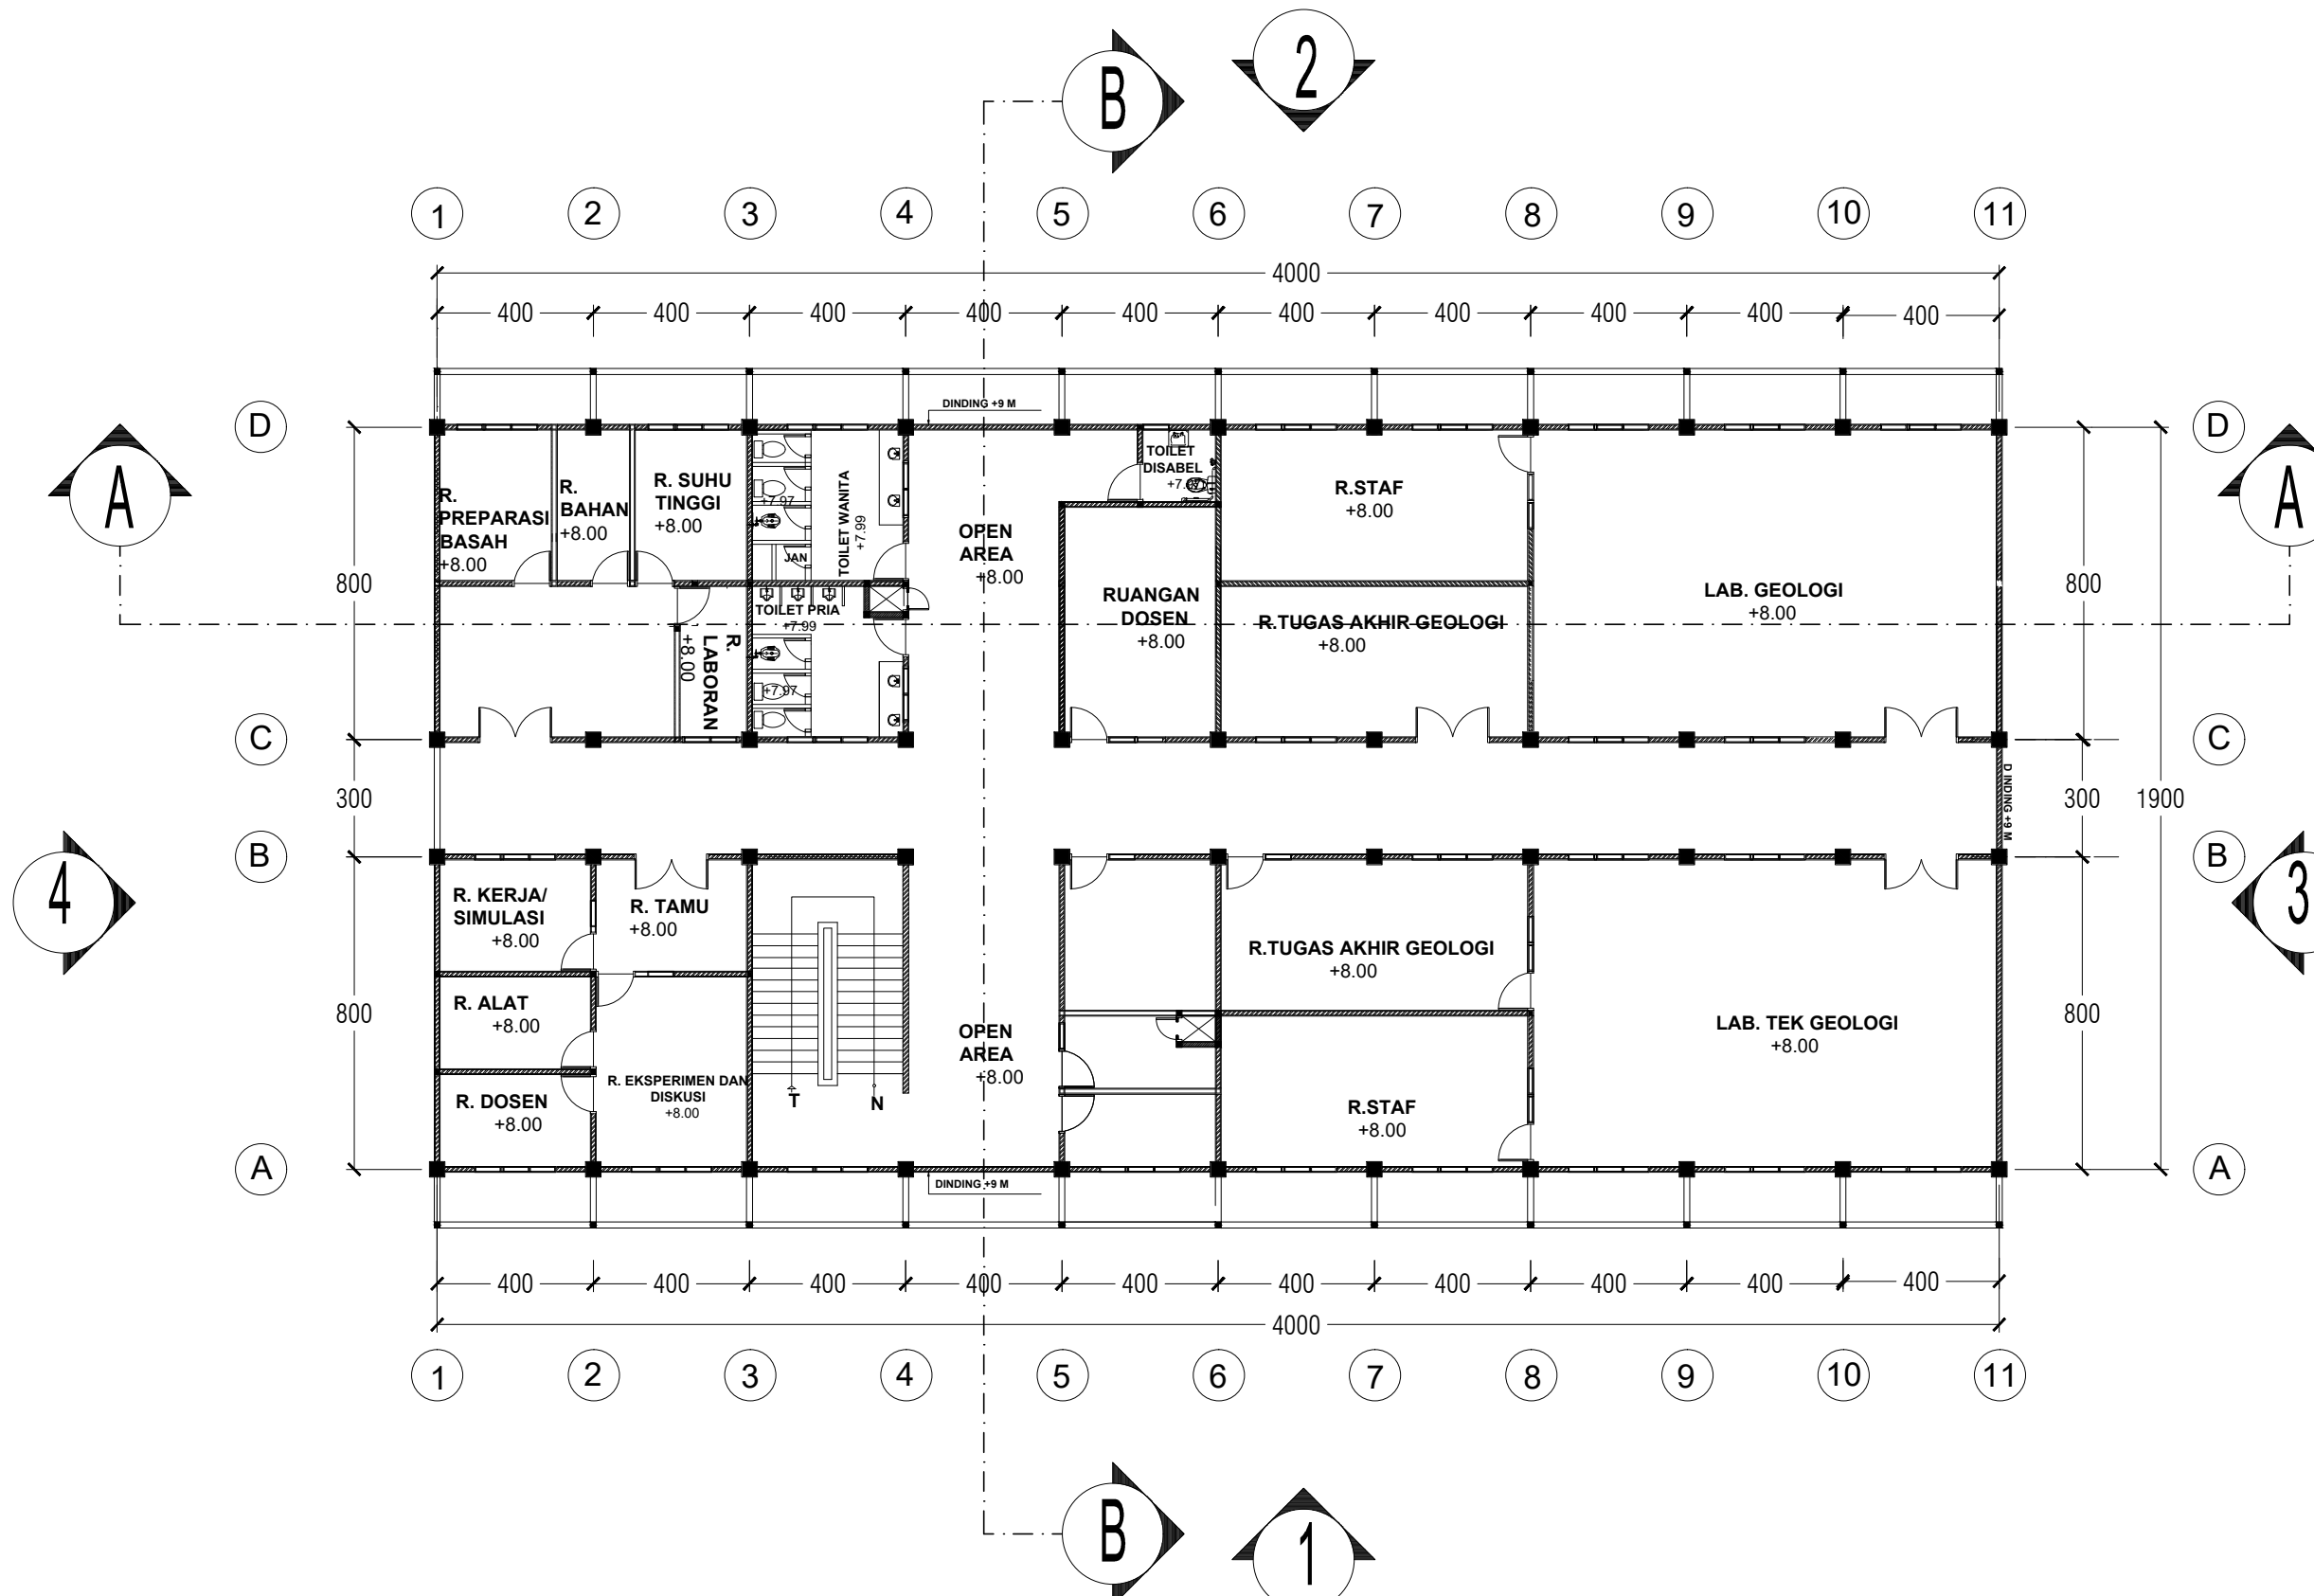 B
2
1 2 3 4 5 6 7 8 9 10 11
4000
400 400 400 400 400 400 400 400 400 400
DINDING +9 M
D
D
A
A
TOILET
DISABEL
R. SUHU
TINGGI
+8.00
R.
BAHAN
+8.00
R.
PREPARASI
BASAH
+8.00
+7.97
JAN
TOILET WANITA
+7.99
OPEN
AREA
+8.00
R.STAF
+8.00
800
800
TOILET PRIA
+7.99
+7.97
R.
LABORAN
+8.00
RUANGAN
DOSEN
+8.00
R.TUGAS AKHIR GEOLOGI
+8.00
LAB. GEOLOGI
+8.00
C
C
300
300
1900
D INDING +9 M
B
B
4
3
R. KERJA/
SIMULASI
+8.00
R. TAMU
+8.00
R.TUGAS AKHIR GEOLOGI
+8.00
800
800
R. ALAT
+8.00
OPEN
AREA
+8.00
LAB. TEK GEOLOGI
+8.00
R. EKSPERIMEN DAN
DISKUSI
+8.00
R. DOSEN
+8.00
T
N
R.STAF
+8.00
A
A
DINDING +9 M
400 400 400 400 400 400 400 400 400 400
4000
1 2 3 4 5 6 7 8 9 10 11
B
1